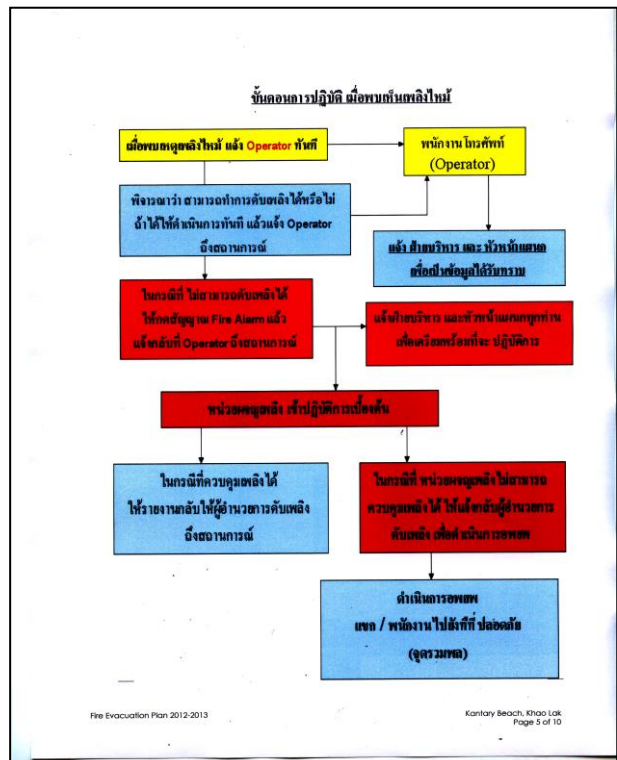 ขั้นตอนการปฏิบัติ เมื่อพบเห็นเพลิงไหม้
เมื่อพบเหตุเพลิงไหม้ แจ้ง Operator ทันที
พนักงานโทรศัพท์
(Operator)
พิจารณาว่า สามารถทำการดับเพลิงได้หรือไม่
ถ้าได้ให้ดำเนินการทันที แล้วแจ้ง Operator
ถึงสถานการณ์
แจ้ง ฝ่ายบริหาร และ หัวหน้าแผนก
เพื่อเป็นข้อมูลได้รับทราบ
ในกรณีที่ ไม่สามารถดับเพลิงได้
ให้กดสัญญาณ Fire Alarm แล้ว
แจ้งกลับที่ Operator ถึงสถานการณ์
แจ้งฝ่ายบริหาร และหัวหน้าแผนกทุกท่าน
เพื่อเตรียมพร้อมที่จะ ปฏิบัติการ
หน่วยผจญเพลิง เข้าปฏิบัติการเบื้องต้น
ในกรณีที่ควบคุมเพลิงได้
ให้รายงานกลับให้ผู้อำนวยการดับเพลิง
ถึงสถานการณ์
ในกรณีที่ หน่วยผจญเพลิงไม่สามารถ
ควบคุมเพลิงได้ ให้แจ้งกลับผู้อำนวยการ
ดับเพลิง เพื่อดำเนินการอพยพ
ดำเนินการอพยพ
แขก / พนักงาน ไปยังที่ที่ ปลอดภัย
(จุดรวมพล)
Fire Evacuation Plan 2012-2013
Kantary Beach, Khao Lak
Page 5 of 10